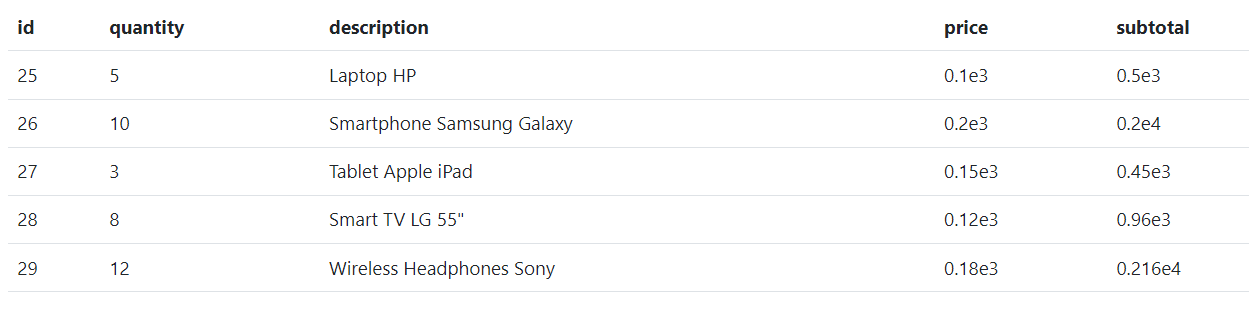 id quantity description price subtotal
25 5 Laptop HP 0.1e3 0.5e3
26 10 Smartphone Samsung Galaxy 0.2e3 0.2e4
27 3 Tablet Apple iPad 0.15e3 0.45e3
28 8 Smart TV LG 55" 0.12e3 0.96e3
29 12 Wireless Headphones Sony 0.18e3 0.216e4